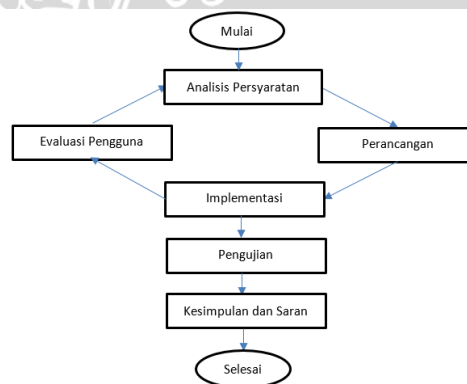 Mulai
Analisis Persyaratan
Evaluasi Pengguna
Perancangan
Implementasi
Pengujian
Kesimpulan dan Saran
Selesai